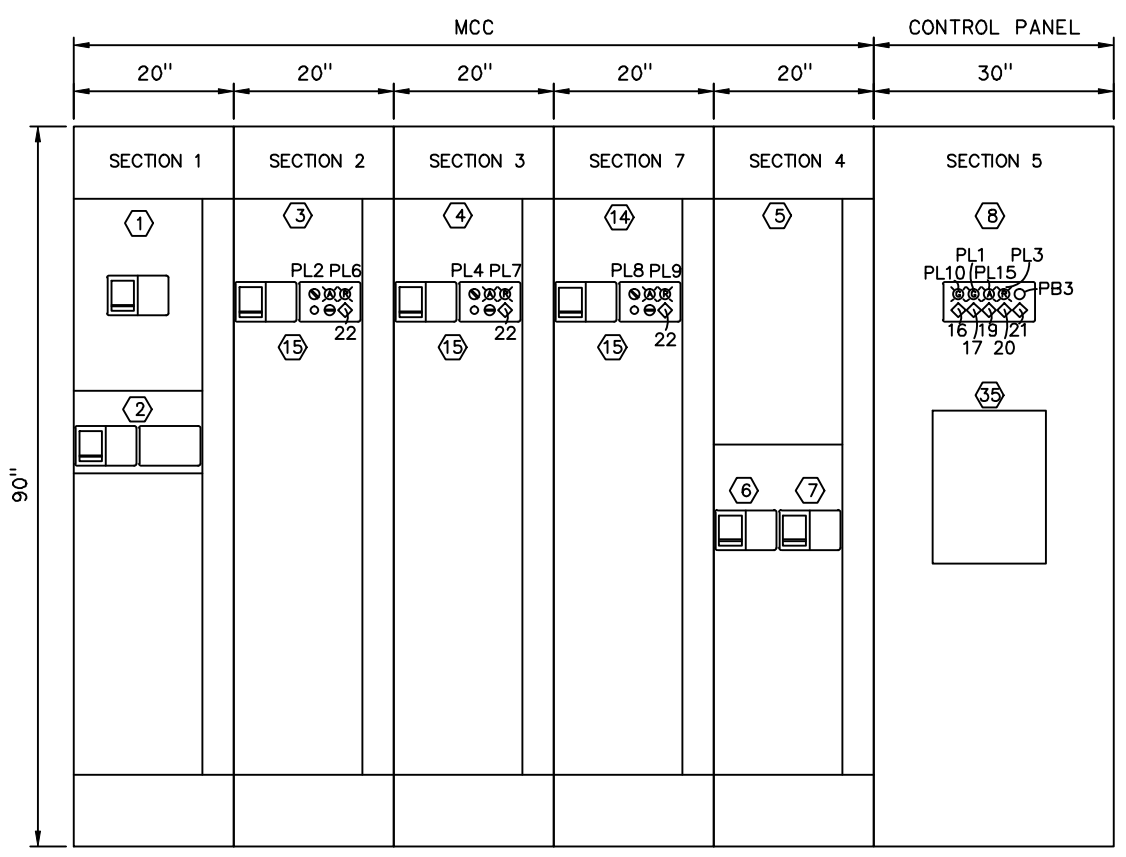 MCC CONTROL PANEL
20" 20" 20" 20" 20" 30"
SECTION 1 SECTION 2 SECTION 3 SECTION 7 SECTION 4 SECTION 5
1 3 4 14 5 8
PL2 PL6 PL4 PL7 PL8 PL9 PL1 PL3
PL10 PL15
A R A R A R G G A R PB3
22 22 22 16 19 21
15 15 15 17 20
35
2
90"
6 7